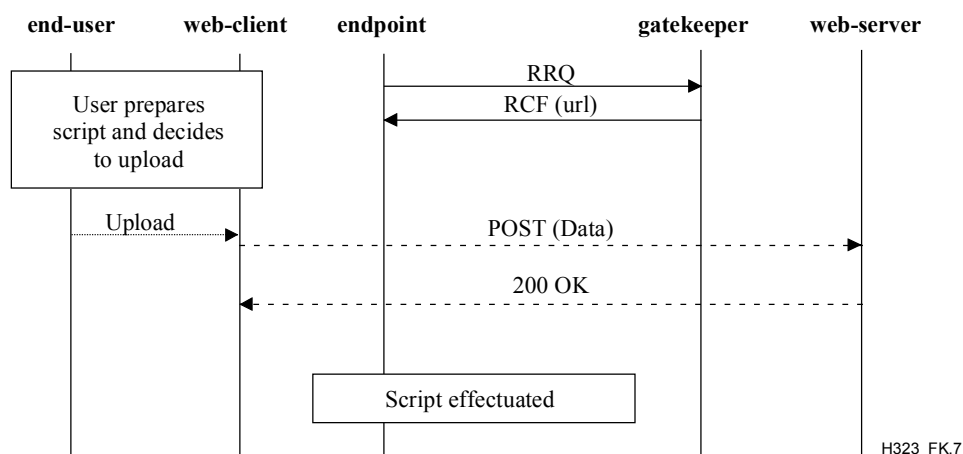 end-user web-client endpoint gatekeeper web-server
RRQ
RCF (url)
User prepares
script and decides
to upload
Upload
POST (Data)
200 OK
Script effectuated
H323_FK.7